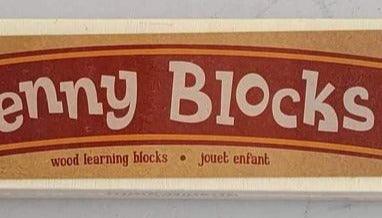 enny Blocks
wood learning blocks • jouet enfant